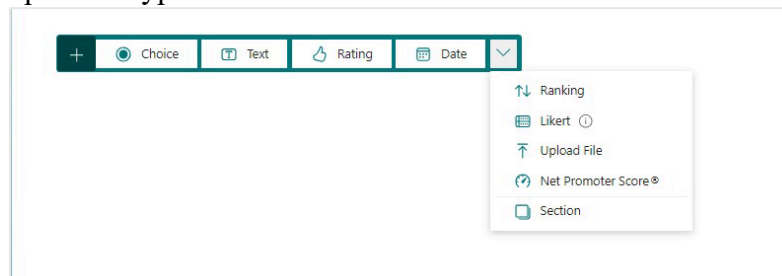 + Choice Text Rating Date
Ranking
Likert
Upload File
Net Promoter Score®
Section